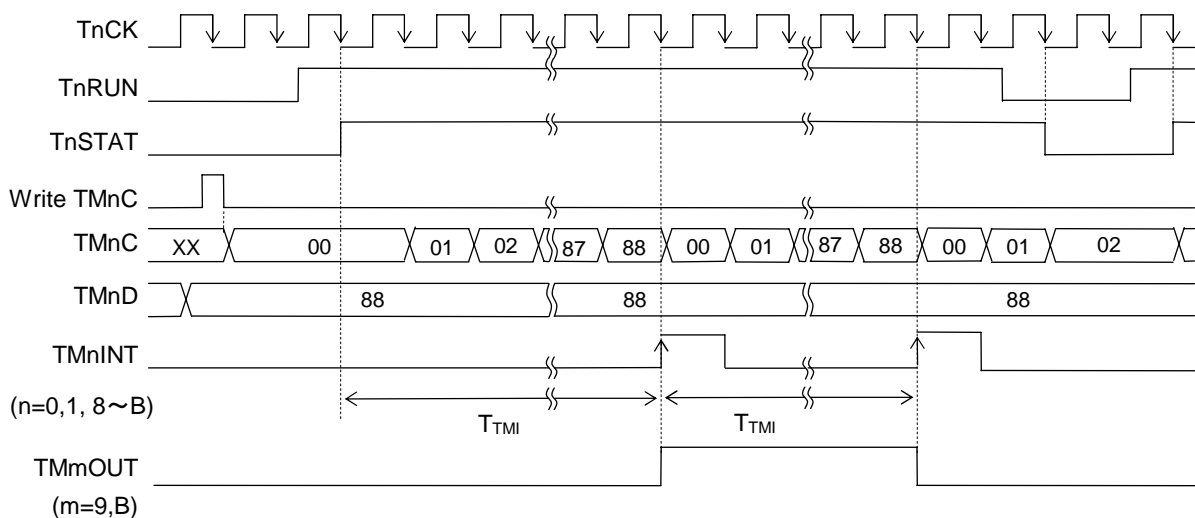 TnCK
TnRUN
TnSTAT
Write TMnC
TMnC XX 00 01 02 87 88 00 01 87 88 00 01 02
TMnD 88 88 88
TMnINT
(n=0,1, 8～B)
TTMI TTMI
TMmOUT
(m=9,B)